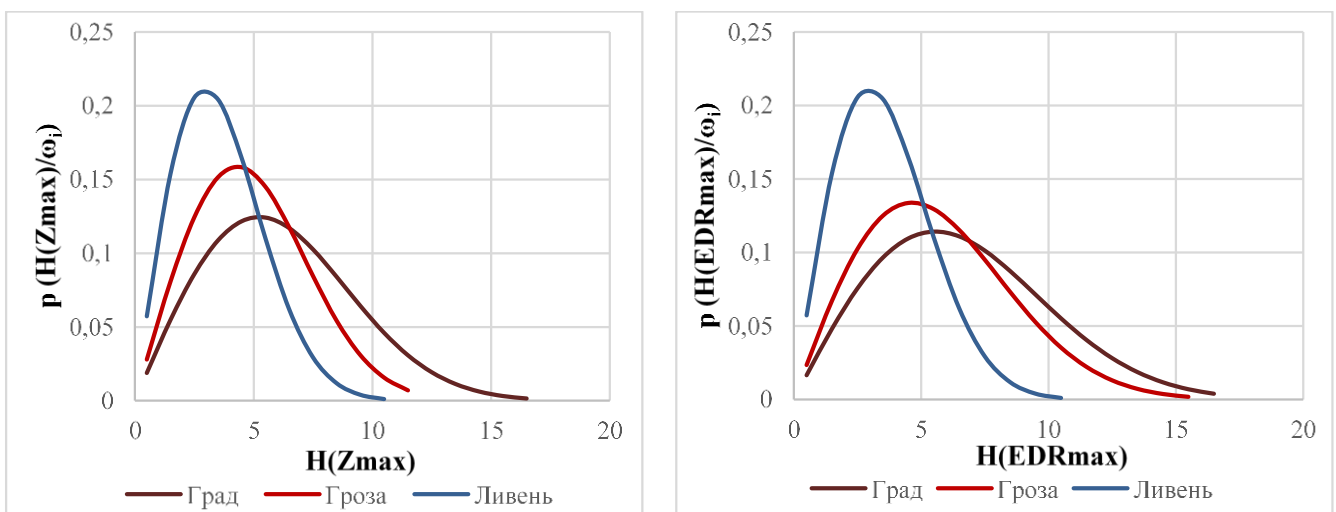 0,25
0,2
0,15
0,1
0,05
0
p (H(Zmax)/ωi)
0 5 10 15 20
H(Zmax)
Град Гроза Ливень
0,25
0,2
0,15
0,1
0,05
0
p (H(EDRmax)/ωi)
0 5 10 15 20
H(EDRmax)
Град Гроза Ливень